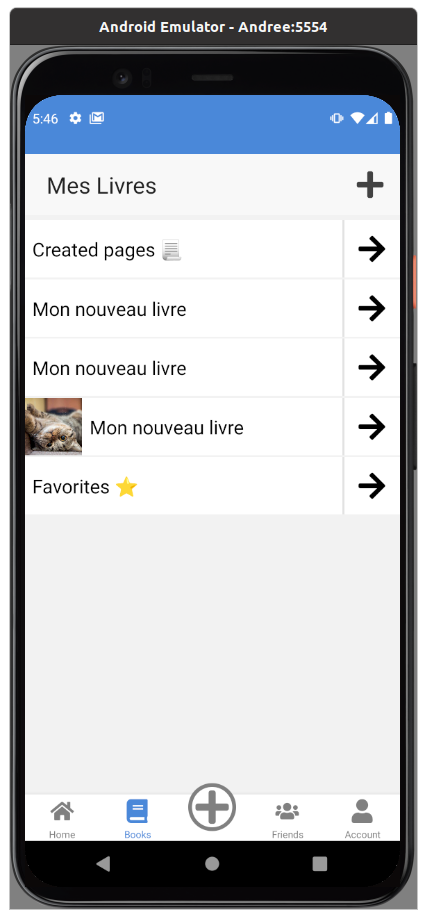 Android Emulator - Andree:5554
5:46
Mes Livres
Created pages 📃
Mon nouveau livre
Mon nouveau livre
Mon nouveau livre
Favorites ⭐
Home Books Friends Account